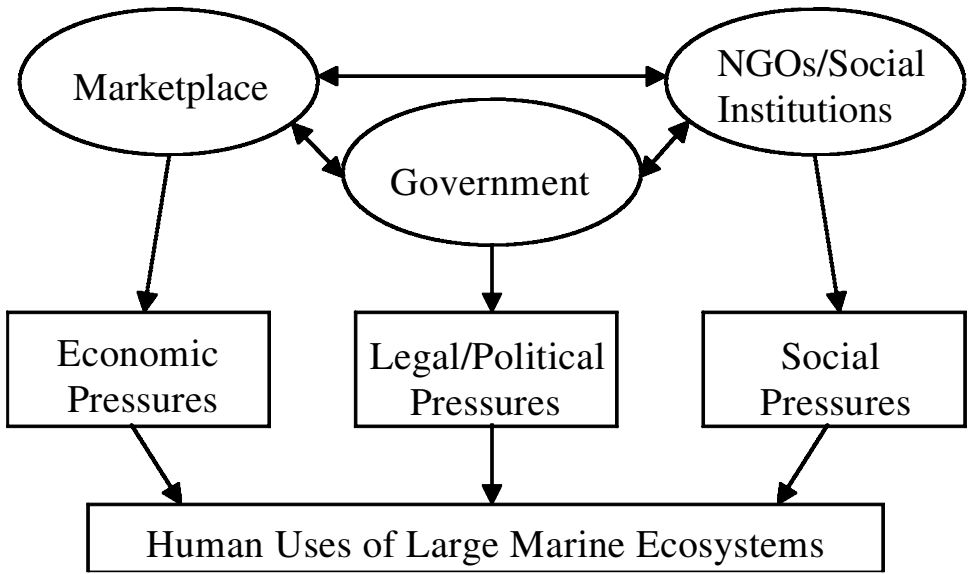 Marketplace
NGOs/Social
Institutions
Government
Economic
Pressures
Legal/Political
Pressures
Social
Pressures
Human Uses of Large Marine Ecosystems